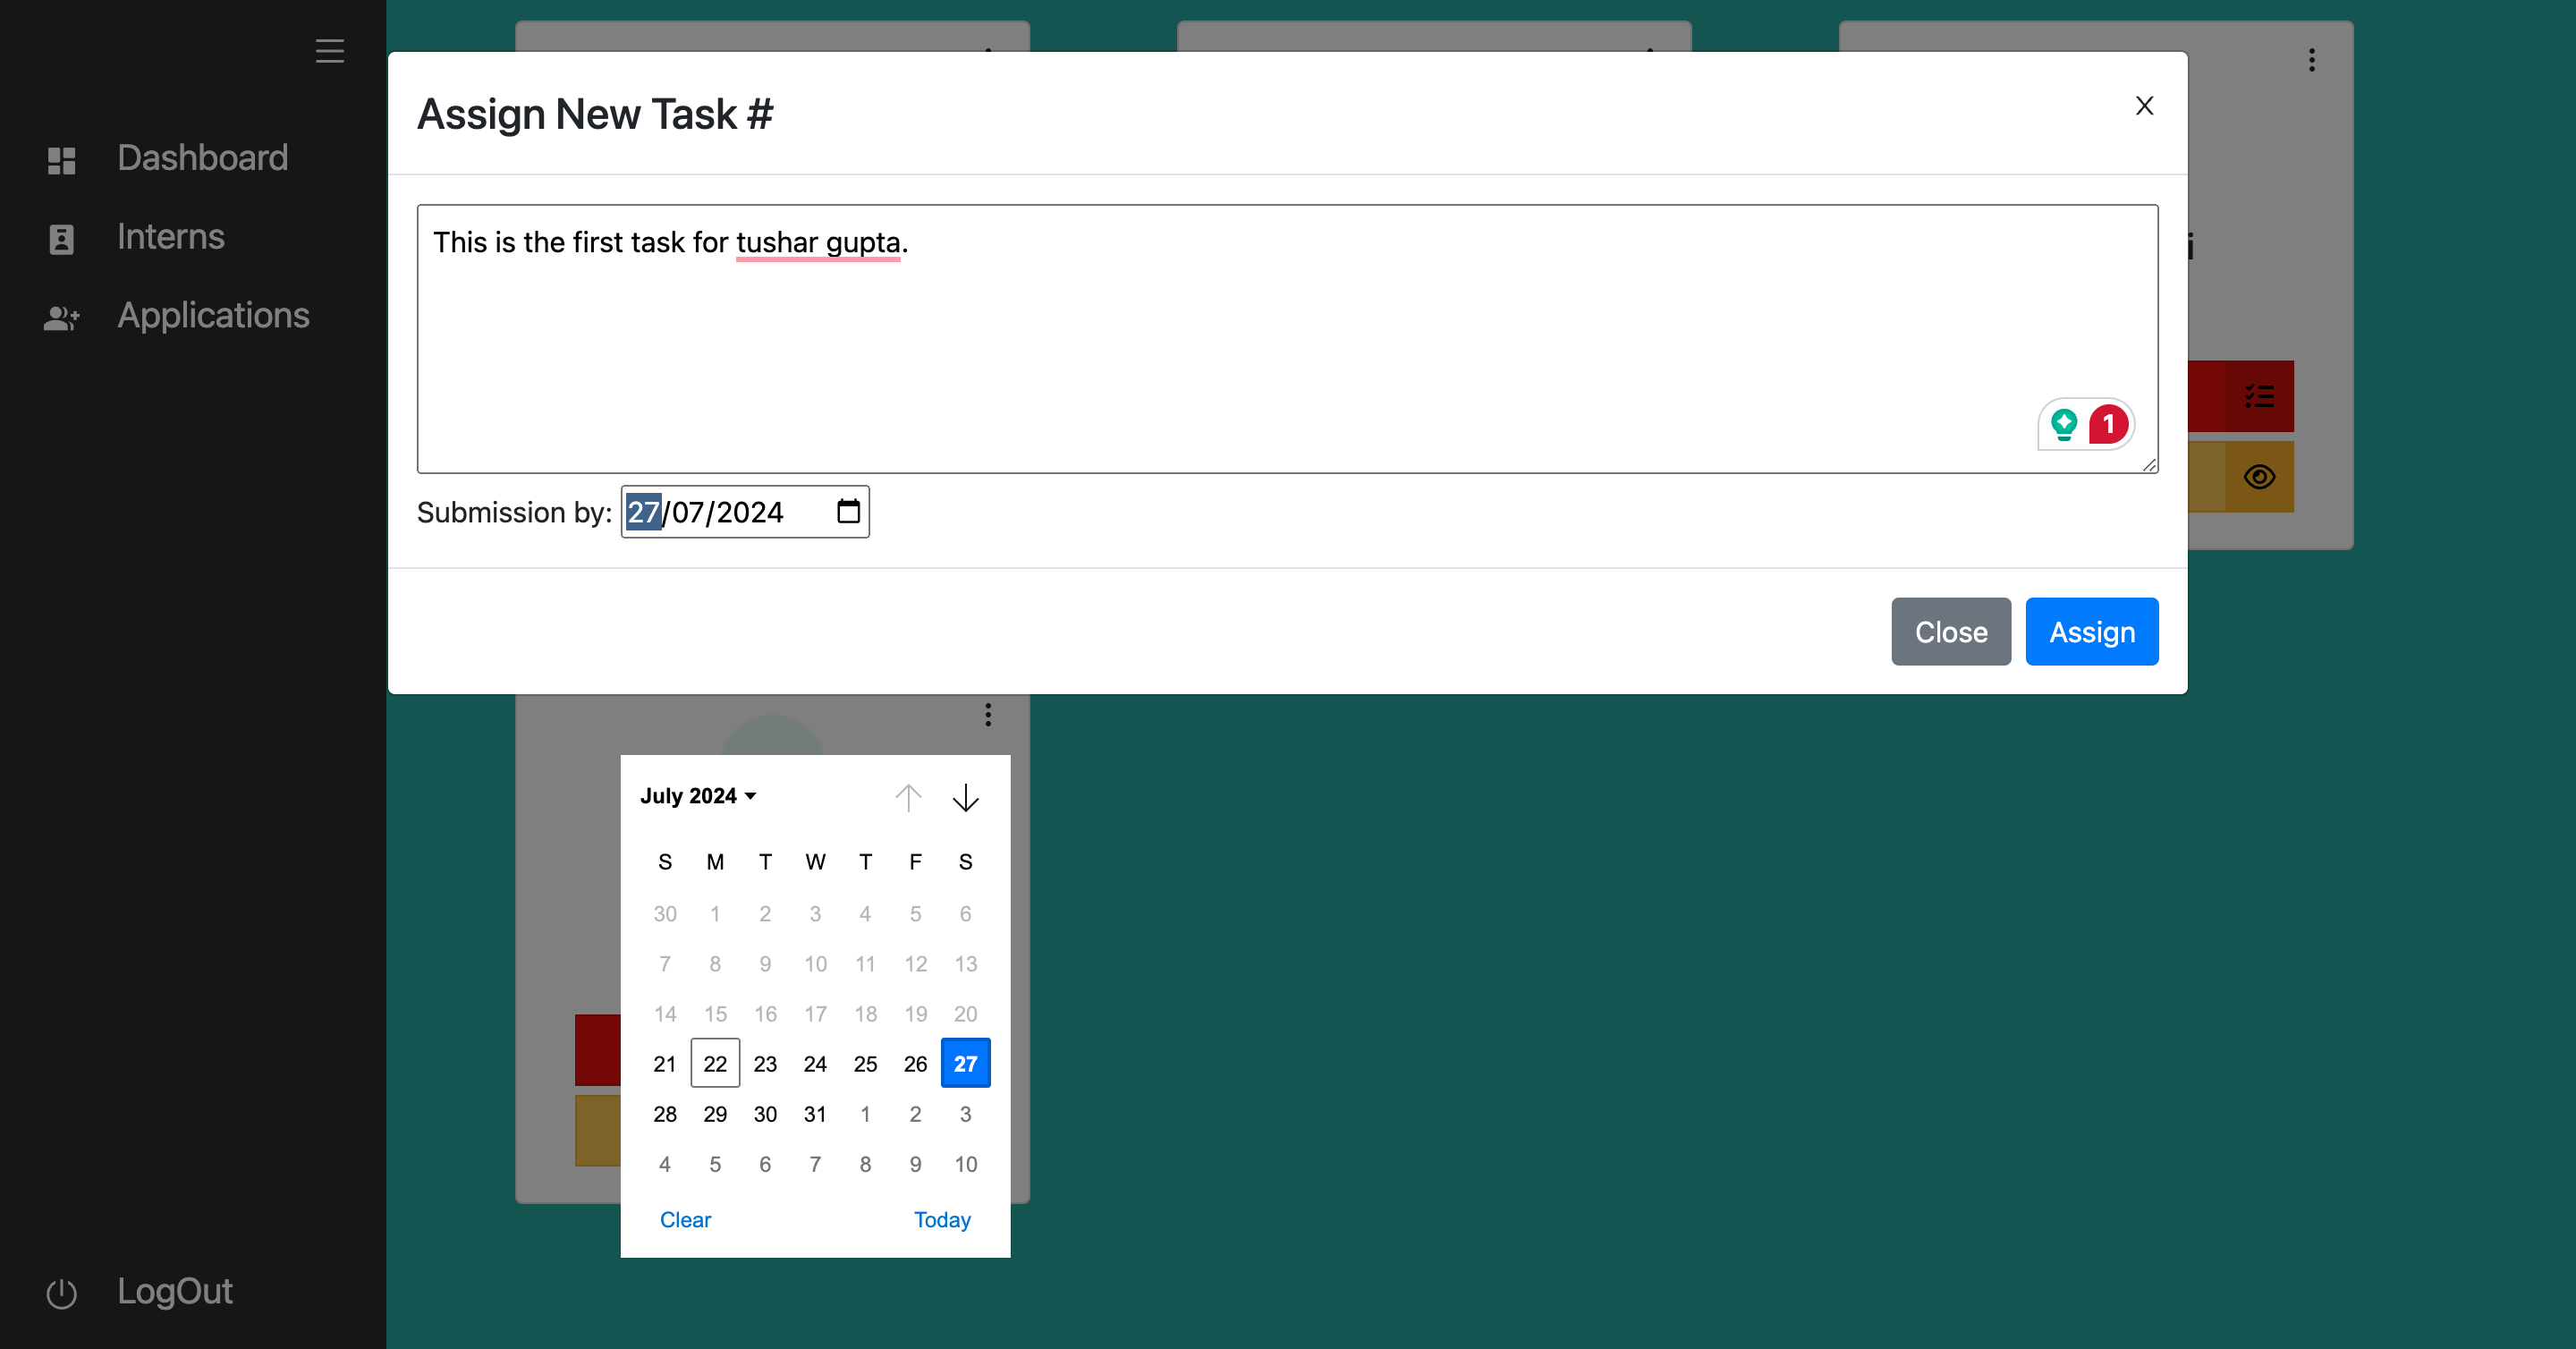 Dashboard
Interns
Applications
LogOut
Assign New Task #
X
This is the first task for tushar gupta.
1
Submission by: 27/07/2024
Close Assign
i
July 2024
S M T W T F S
30 1 2 3 4 5 6
7 8 9 10 11 12 13
14 15 16 17 18 19 20
21 22 23 24 25 26 27
28 29 30 31 1 2 3
4 5 6 7 8 9 10
Clear Today